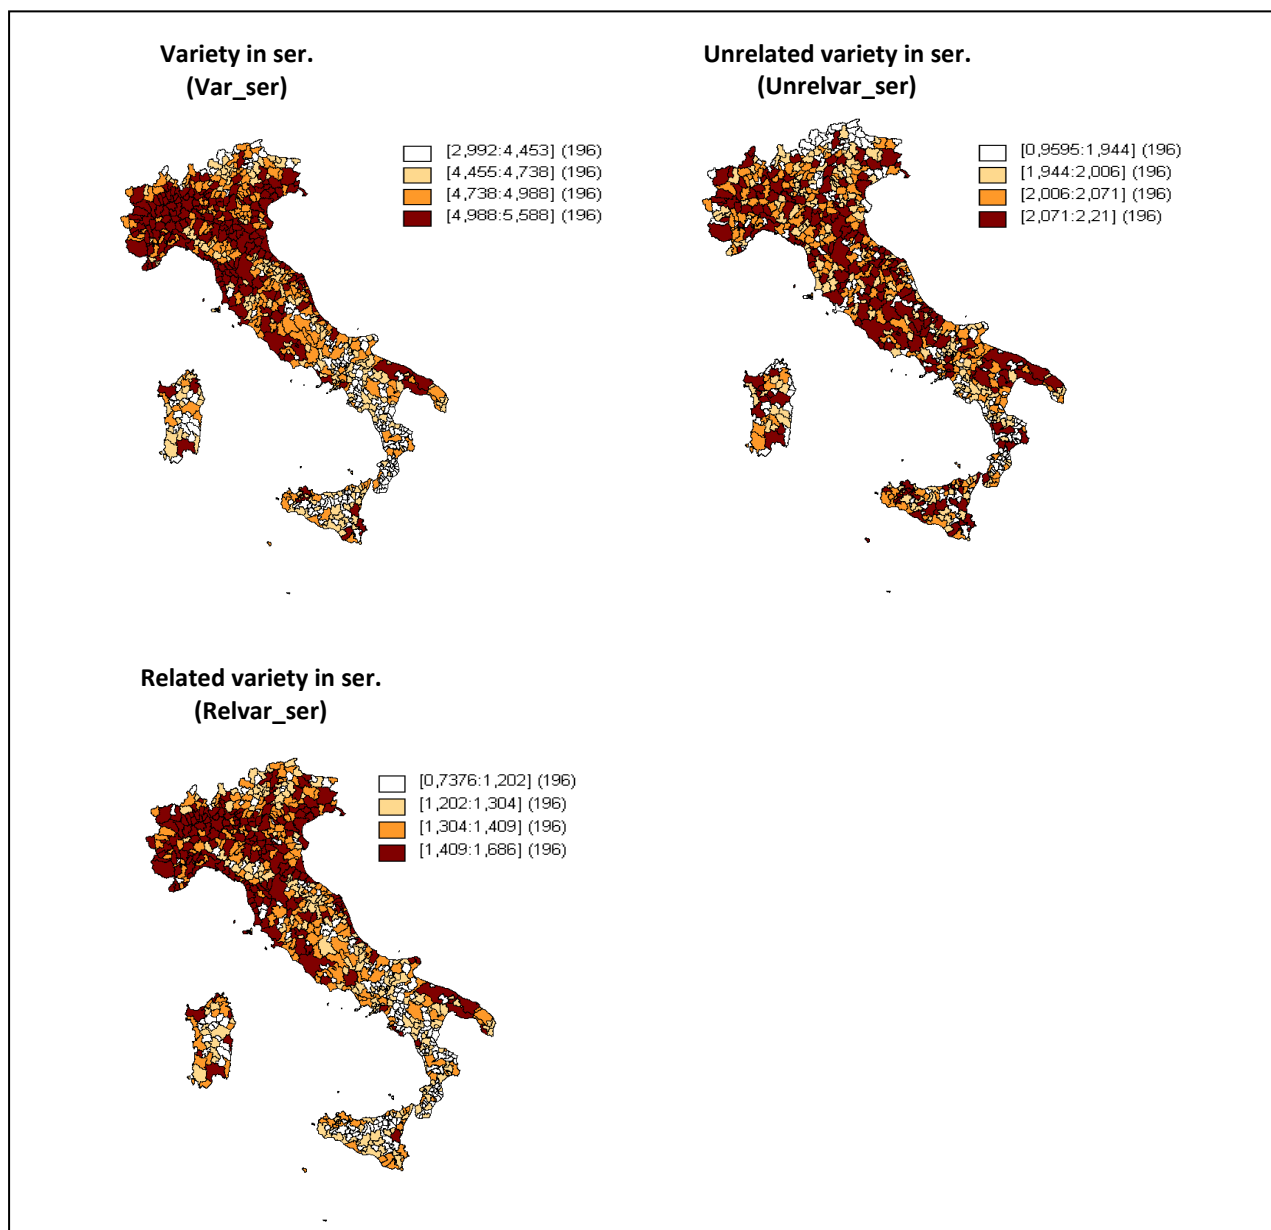 Variety in ser.
(Var_ser)
[2,992:4,453] (196)
[4,455:4,738] (196)
[4,738:4,988] (196)
[4,988:5,588] (196)
Unrelated variety in ser.
(Unrelvar_ser)
[0,9595:1,944] (196)
[1,944:2,006] (196)
[2,006:2,071] (196)
[2,071:2,21] (196)
Related variety in ser.
(Relvar_ser)
[0,7376:1,202] (196)
[1,202:1,304] (196)
[1,304:1,409] (196)
[1,409:1,686] (196)